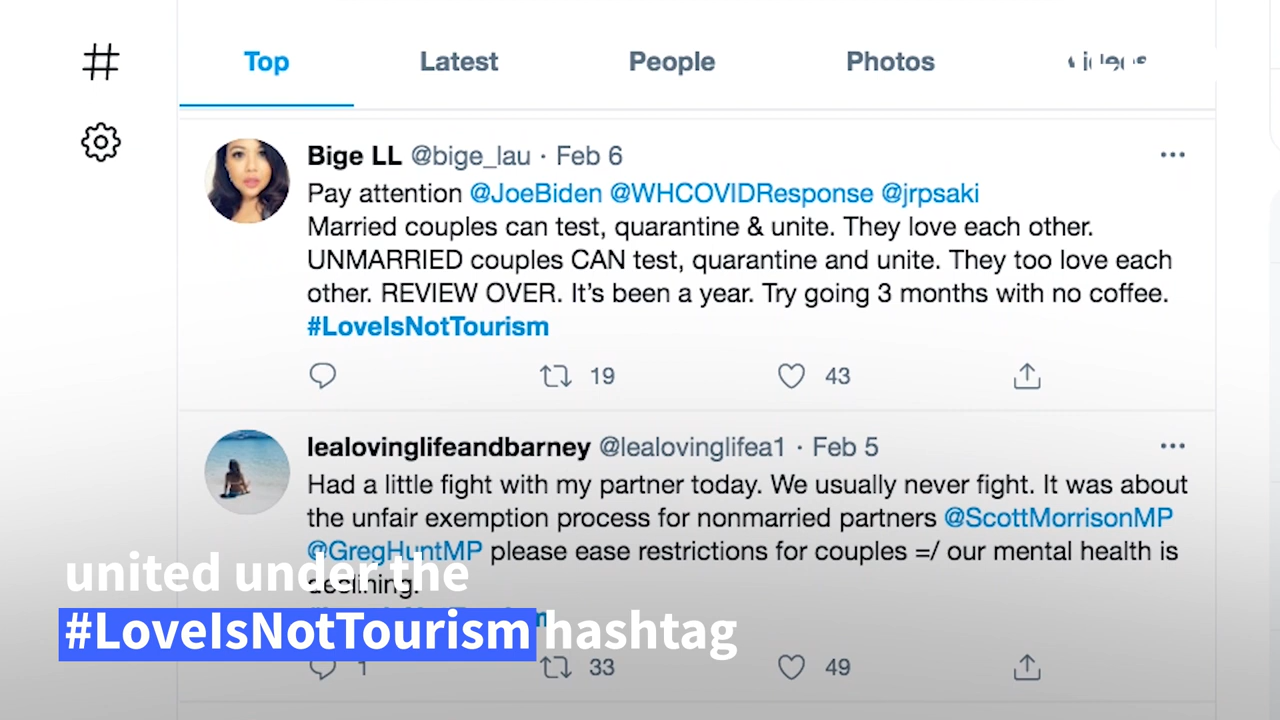 #
Top Latest People Photos
Bige LL @bige_lau · Feb 6
Pay attention @JoeBiden @WHCOVIDResponse @jrpsaki
Married couples can test, quarantine & unite. They love each other.
UNMARRIED couples CAN test, quarantine and unite. They too love each
other. REVIEW OVER. It's been a year. Try going 3 months with no coffee.
#LoveIsNotTourism
19 43
lealovinglifeandbarney @lealovinglifea1 · Feb 5
Had a little fight with my partner today. We usually never fight. It was about
the unfair exemption process for nonmarried partners @ScottMorrisonMP
@GregHuntMP please ease restrictions for couples =/ our mental health is
declining.
united under the
#LoveIsNotTourism hashtag
1 33 49